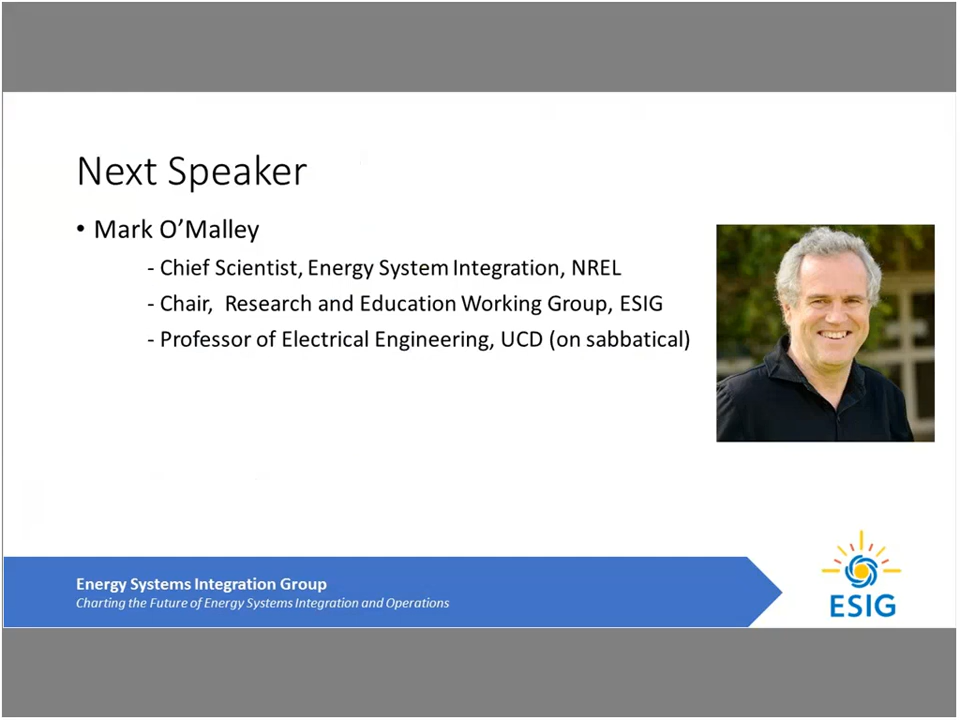 Next Speaker
• Mark O’Malley
- Chief Scientist, Energy System Integration, NREL
- Chair, Research and Education Working Group, ESIG
- Professor of Electrical Engineering, UCD (on sabbatical)
Energy Systems Integration Group
Charting the Future of Energy Systems Integration and Operations
ESIG